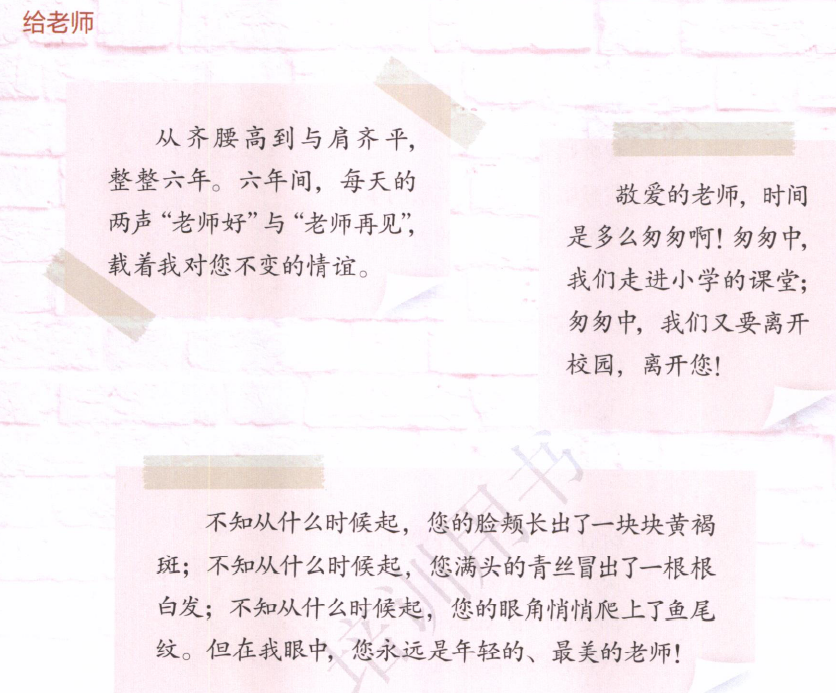 给老师
从齐腰高到与肩齐平,
整整六年。六年间，每天的
两声“老师好”与“老师再见”,
载着我对您不变的情谊。
敬爱的老师，时间
是多么匆匆啊！匆匆中,
我们走进小学的课堂；
匆匆中，我们又要离开
校园，离开您！
不知从什么时候起，您的脸颊长出了一块块黄褐
斑；不知从什么时候起，您满头的青丝冒出了一根根
白发；不知从什么时候起，您的眼角悄悄爬上了鱼尾
纹。但在我眼中，您永远是年轻的、最美的老师！
培训用书